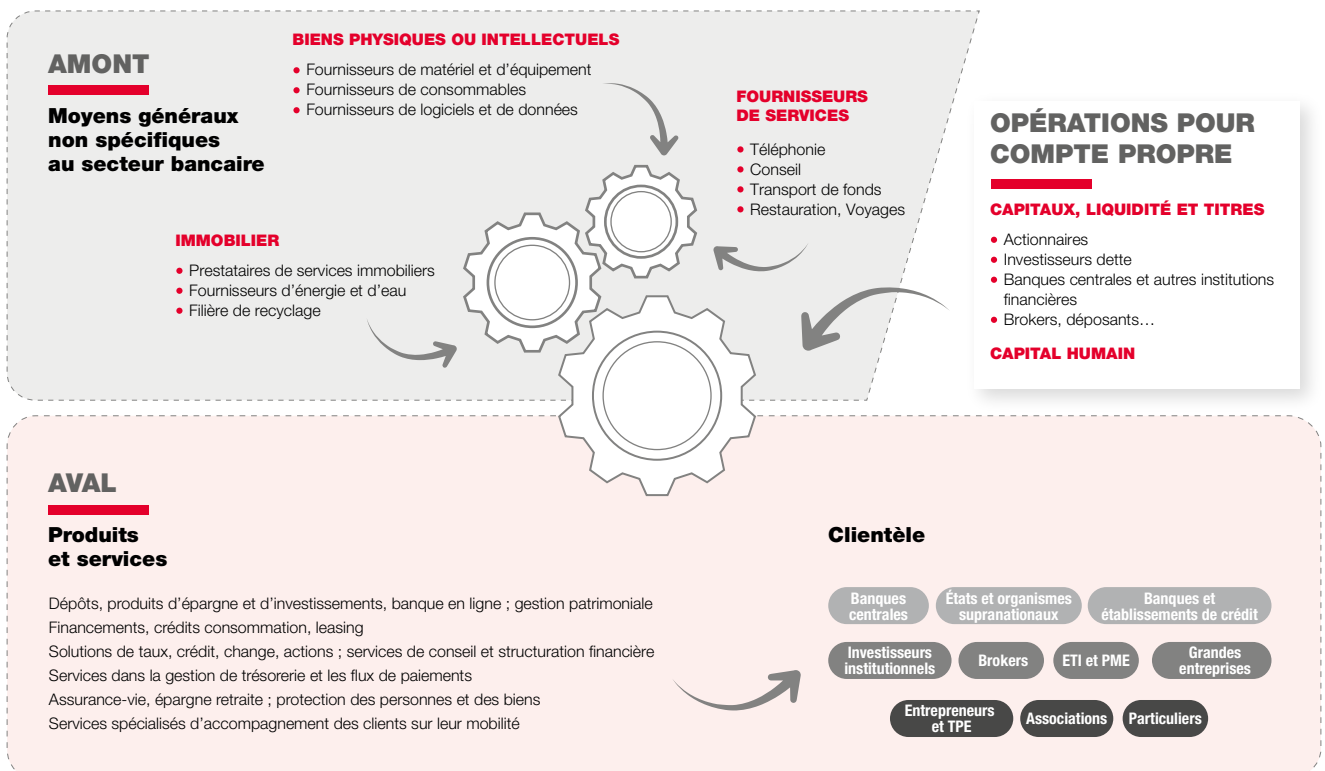 AMONT
Moyens généraux
non spécifiques
au secteur bancaire
BIENS PHYSIQUES OU INTELLECTUELS
• Fournisseurs de matériel et d'équipement
• Fournisseurs de consommables
• Fournisseurs de logiciels et de données
FOURNISSEURS
DE SERVICES
• Téléphonie
• Conseil
• Transport de fonds
• Restauration, Voyages
IMMOBILIER
• Prestataires de services immobiliers
• Fournisseurs d'énergie et d'eau
• Filière de recyclage
OPÉRATIONS POUR
COMPTE PROPRE
CAPITAUX, LIQUIDITÉ ET TITRES
• Actionnaires
• Investisseurs dette
• Banques centrales et autres institutions
financières
• Brokers, déposants…
CAPITAL HUMAIN
AVAL
Produits
et services
Dépôts, produits d'épargne et d'investissements, banque en ligne ; gestion patrimoniale
Financements, crédits consommation, leasing
Solutions de taux, crédit, change, actions ; services de conseil et structuration financière
Services dans la gestion de trésorerie et les flux de paiements
Assurance-vie, épargne retraite ; protection des personnes et des biens
Services spécialisés d'accompagnement des clients sur leur mobilité
Clientèle
Banques
centrales
États et organismes
supranationaux
Banques et
établissements de crédit
Investisseurs
institutionnels
Brokers
ETI et PME
Grandes
entreprises
Entrepreneurs
et TPE
Associations
Particuliers